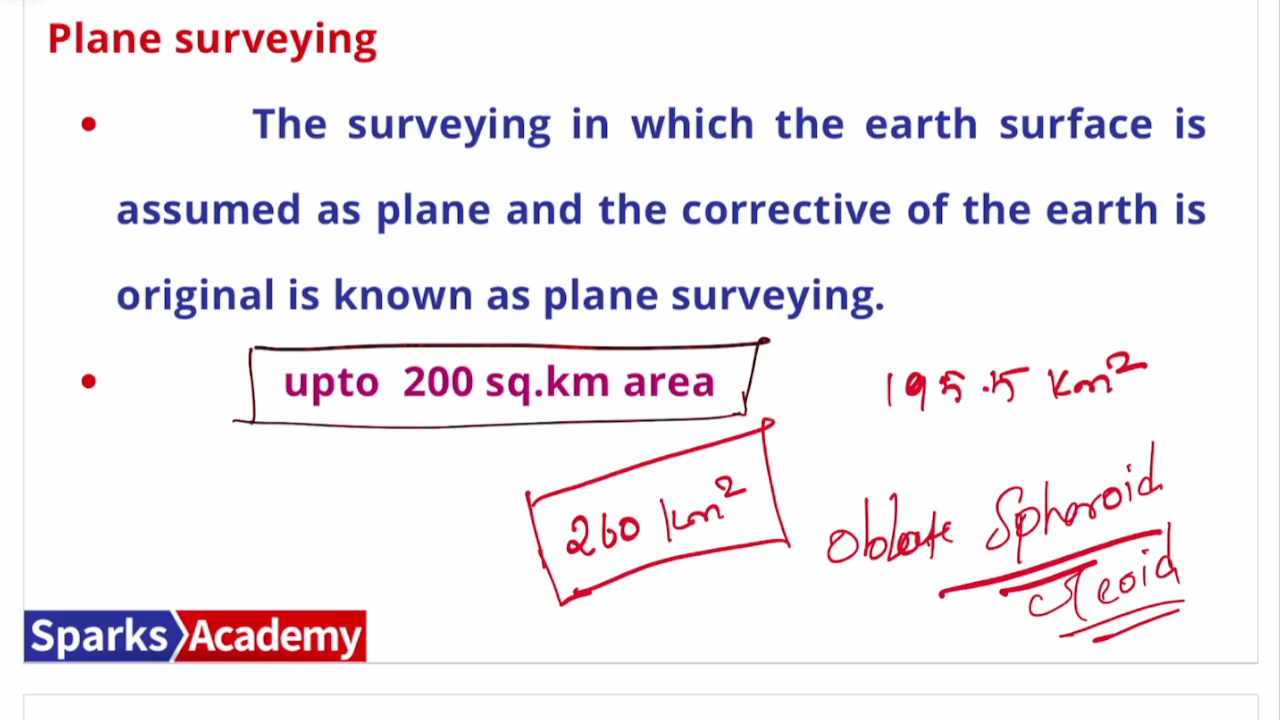 Plane surveying
• The surveying in which the earth surface is
assumed as plane and the corrective of the earth is
original is known as plane surveying.
• upto 200 sq.km area
195.5 km²
260 km²
Oblate Spheroid
Geoid
Sparks Academy